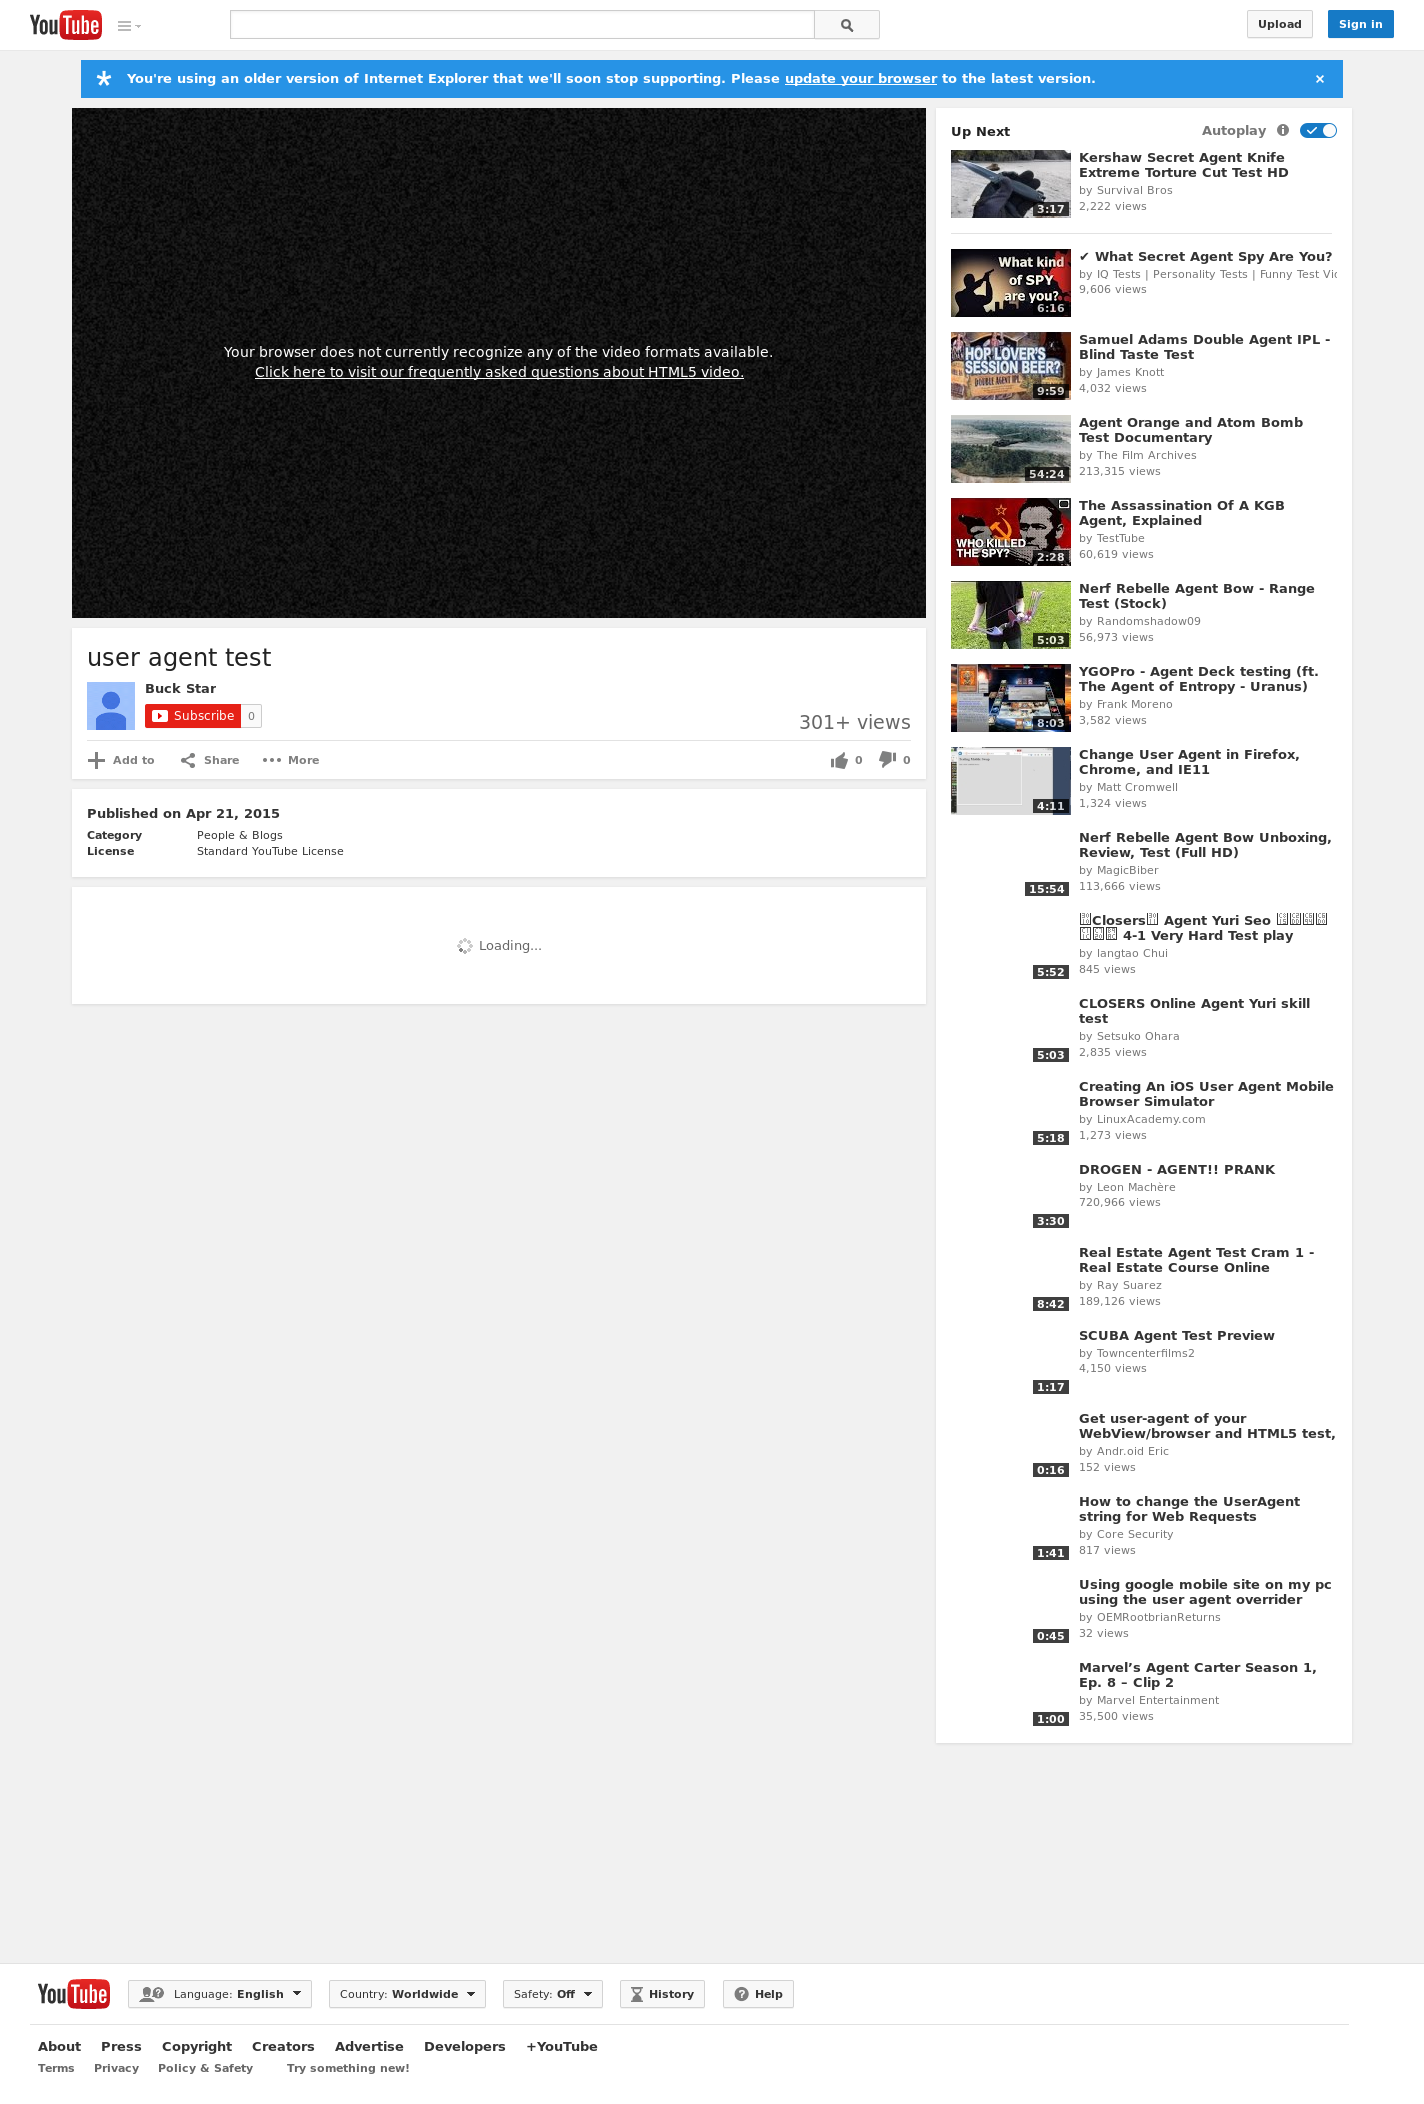 YouTube
Upload
Sign in
You're using an older version of Internet Explorer that we'll soon stop supporting. Please update your browser to the latest version.
×
Your browser does not currently recognize any of the video formats available.
Click here to visit our frequently asked questions about HTML5 video.
user agent test
Buck Star
Subscribe 0
301+ views
Add to
Share
More
0
0
Published on Apr 21, 2015
Category People & Blogs
License Standard YouTube License
Loading...
Up Next
Autoplay
Kershaw Secret Agent Knife
Extreme Torture Cut Test HD
by Survival Bros
2,222 views
3:17
✔ What Secret Agent Spy Are You?
by IQ Tests | Personality Tests | Funny Test Vid
9,606 views
What kind
of SPY
are you?
6:16
Samuel Adams Double Agent IPL -
Blind Taste Test
by James Knott
4,032 views
HOP LOVER'S
SESSION BEER?
DOUBLE AGENT IPL
9:59
Agent Orange and Atom Bomb
Test Documentary
by The Film Archives
213,315 views
54:24
The Assassination Of A KGB
Agent, Explained
by TestTube
60,619 views
WHO KILLED
THE SPY?
2:28
Nerf Rebelle Agent Bow - Range
Test (Stock)
by Randomshadow09
56,973 views
5:03
YGOPro - Agent Deck testing (ft.
The Agent of Entropy - Uranus)
by Frank Moreno
3,582 views
8:03
Change User Agent in Firefox,
Chrome, and IE11
by Matt Cromwell
1,324 views
4:11
Nerf Rebelle Agent Bow Unboxing,
Review, Test (Full HD)
by MagicBiber
113,666 views
15:54
Closers Agent Yuri Seo
4-1 Very Hard Test play
by langtao Chui
845 views
5:52
CLOSERS Online Agent Yuri skill
test
by Setsuko Ohara
2,835 views
5:03
Creating An iOS User Agent Mobile
Browser Simulator
by LinuxAcademy.com
1,273 views
5:18
DROGEN - AGENT!! PRANK
by Leon Machère
720,966 views
3:30
Real Estate Agent Test Cram 1 -
Real Estate Course Online
by Ray Suarez
189,126 views
8:42
SCUBA Agent Test Preview
by Towncenterfilms2
4,150 views
1:17
Get user-agent of your
WebView/browser and HTML5 test,
by Andr.oid Eric
152 views
0:16
How to change the UserAgent
string for Web Requests
by Core Security
817 views
1:41
Using google mobile site on my pc
using the user agent overrider
by OEMRootbrianReturns
32 views
0:45
Marvel’s Agent Carter Season 1,
Ep. 8 – Clip 2
by Marvel Entertainment
35,500 views
1:00
YouTube
Language: English
Country: Worldwide
Safety: Off
History
Help
About Press Copyright Creators Advertise Developers +YouTube
Terms Privacy Policy & Safety Try something new!